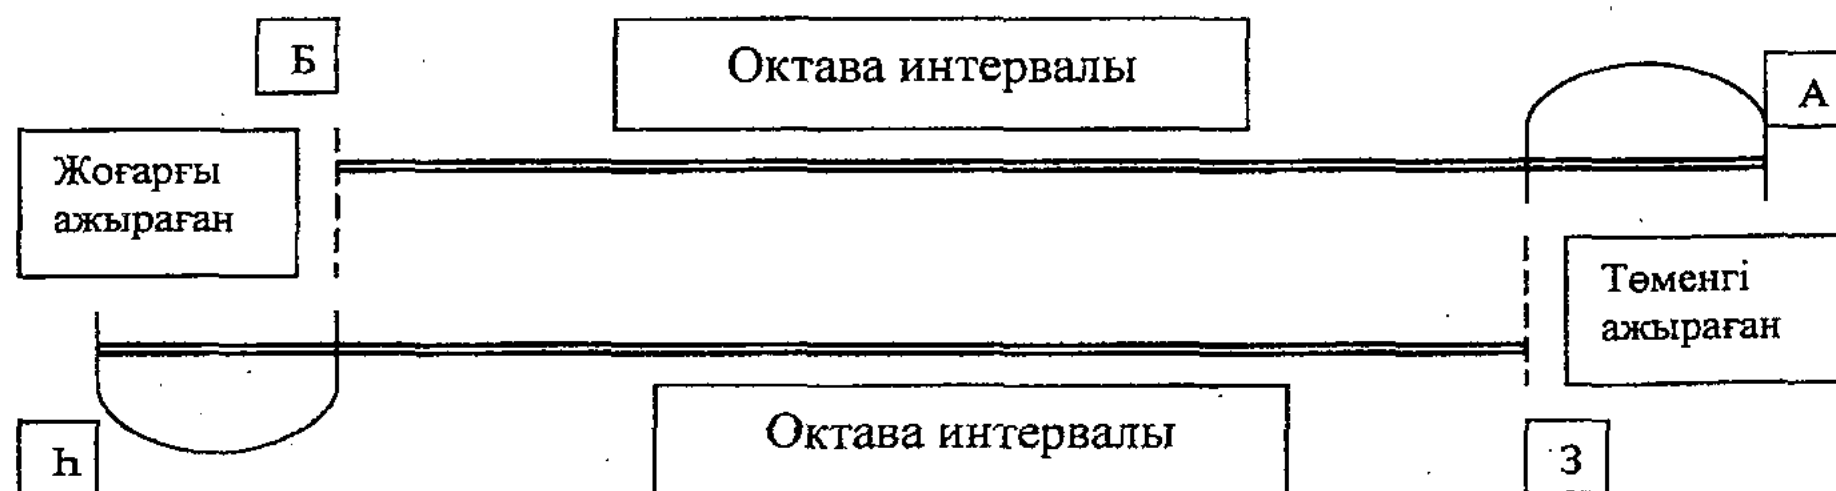 Б
Октава интервалы
А
Жоғарғы
ажыраған
Төменгі
ажыраған
Һ
Октава интервалы
З